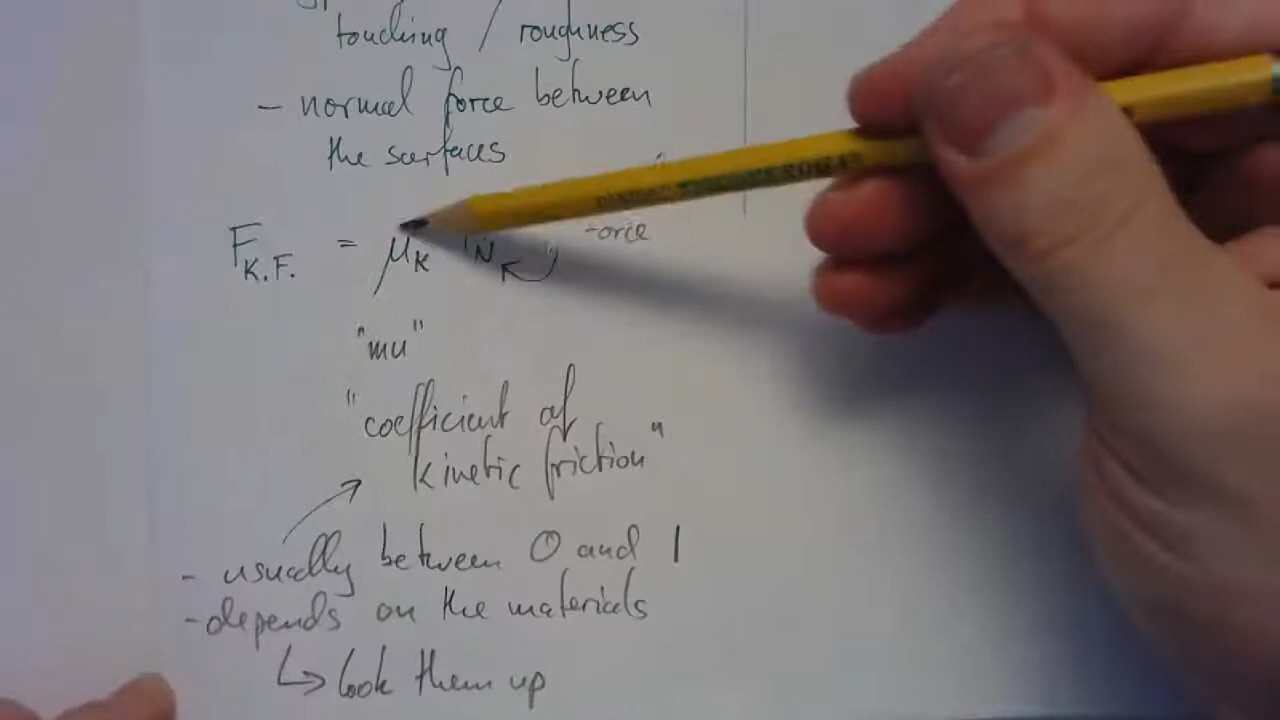 touching / roughness
- normal force between
the surfaces
F K.F. = μK N
"mu"
"coefficient of
kinetic friction"
- usually between 0 and 1
- depends on the materials
↳ look them up